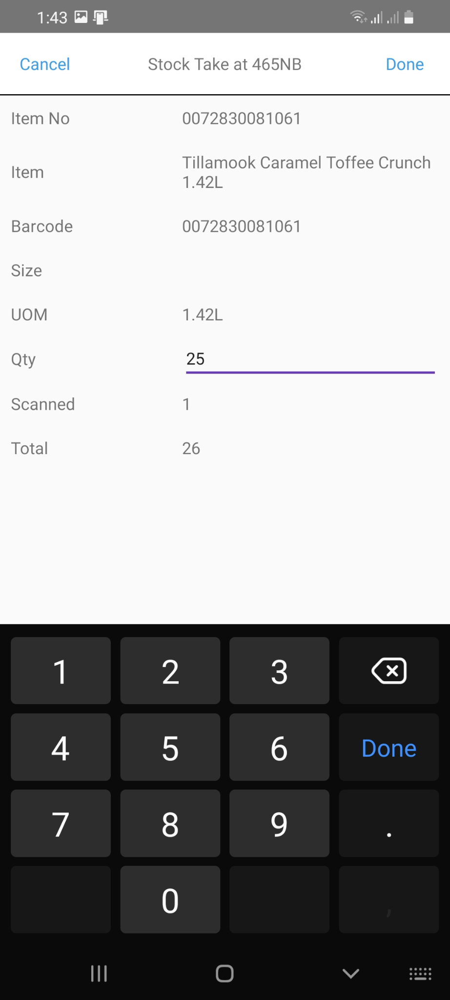 1:43
Cancel
Stock Take at 465NB
Done
Item No
0072830081061
Item
Tillamook Caramel Toffee Crunch
1.42L
Barcode
0072830081061
Size
UOM
1.42L
Qty
25
Scanned
1
Total
26
1
2
3
4
5
6
Done
7
8
9
.
0
,